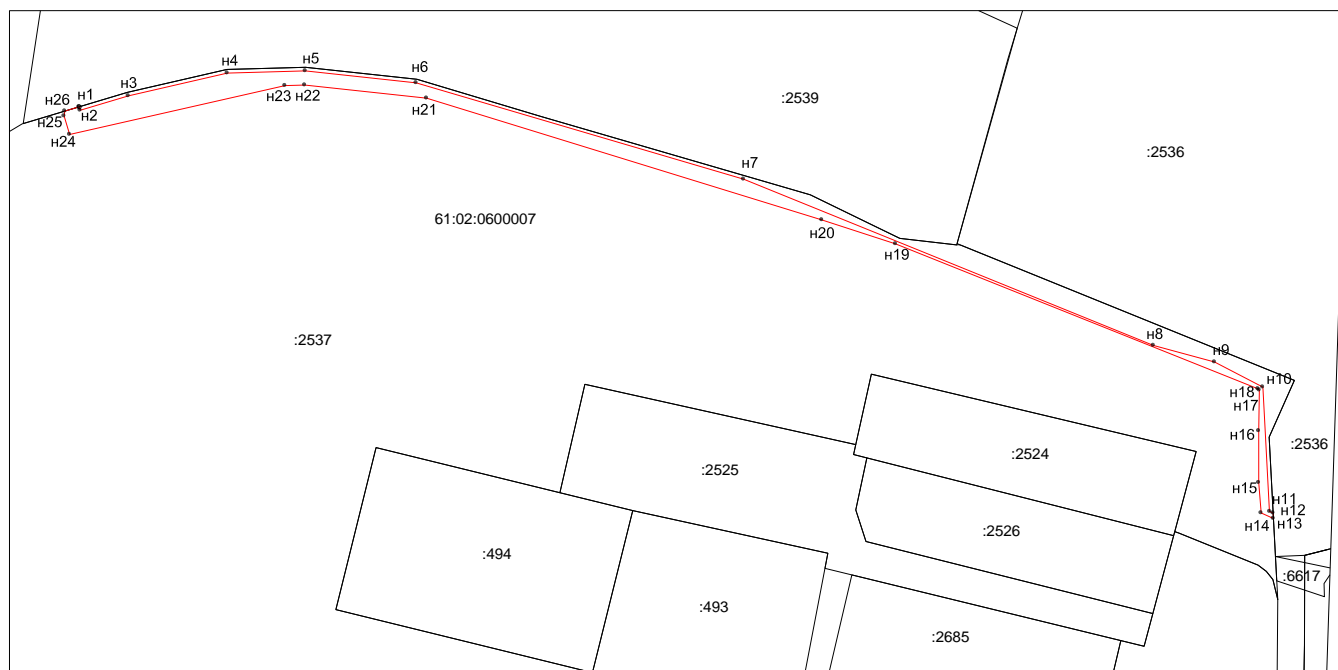 н4
н5
н6
н3
н26
н1
н2
н25
н24
н23
н22
н21
:2539
:2536
н7
61:02:0600007
н20
н19
:2537
н8
н9
н10
н18
н17
н16
:2536
:2524
:2525
н15
н11
н12
н14
н13
:2526
:494
:6617
:493
:2685